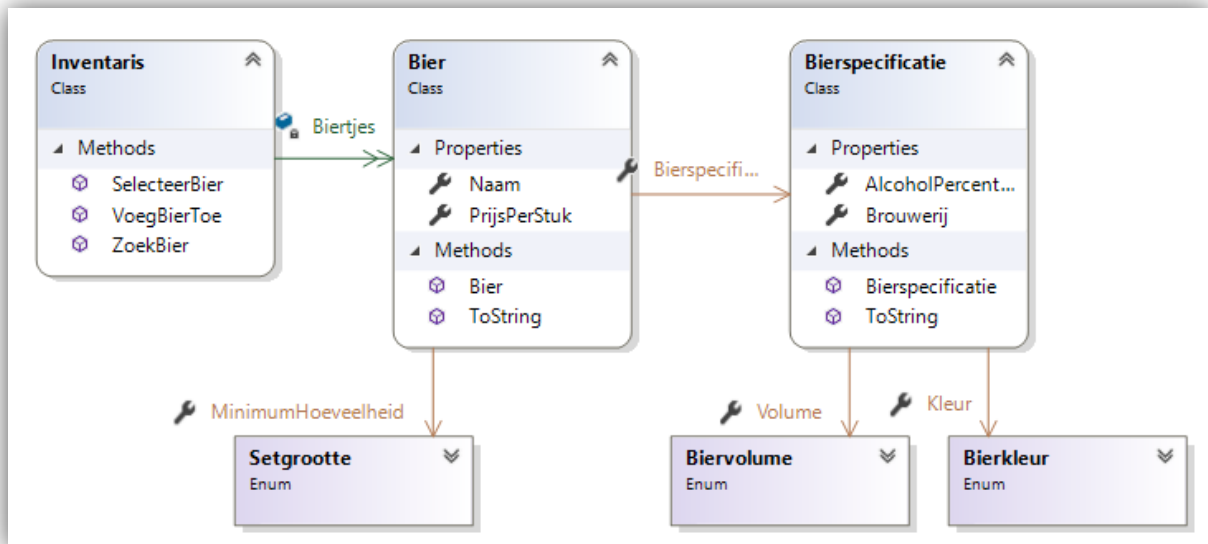 Inventaris
Class
Methods
SelecteerBier
VoegBierToe
ZoekBier
Biertjes
Bier
Class
Properties
Naam
PrijsPerStuk
Methods
Bier
ToString
Bierspecifi...
Bierspecificatie
Class
Properties
AlcoholPercent...
Brouwerij
Methods
Bierspecificatie
ToString
MinimumHoeveelheid
Setgrootte
Enum
Volume
Biervolume
Enum
Kleur
Bierkleur
Enum